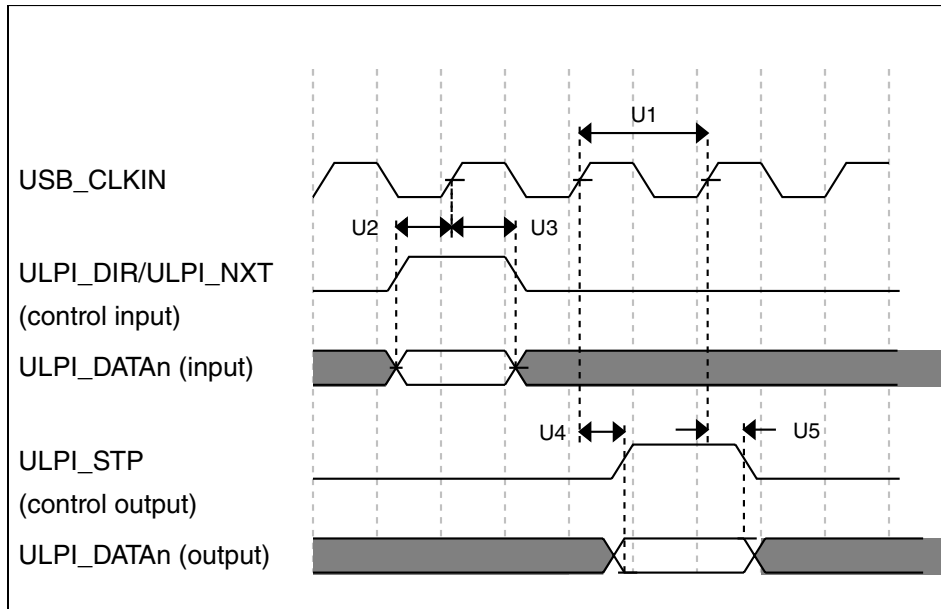 U1
USB_CLKIN
U2
U3
ULPI_DIR/ULPI_NXT
(control input)
ULPI_DATAn (input)
U4
U5
ULPI_STP
(control output)
ULPI_DATAn (output)